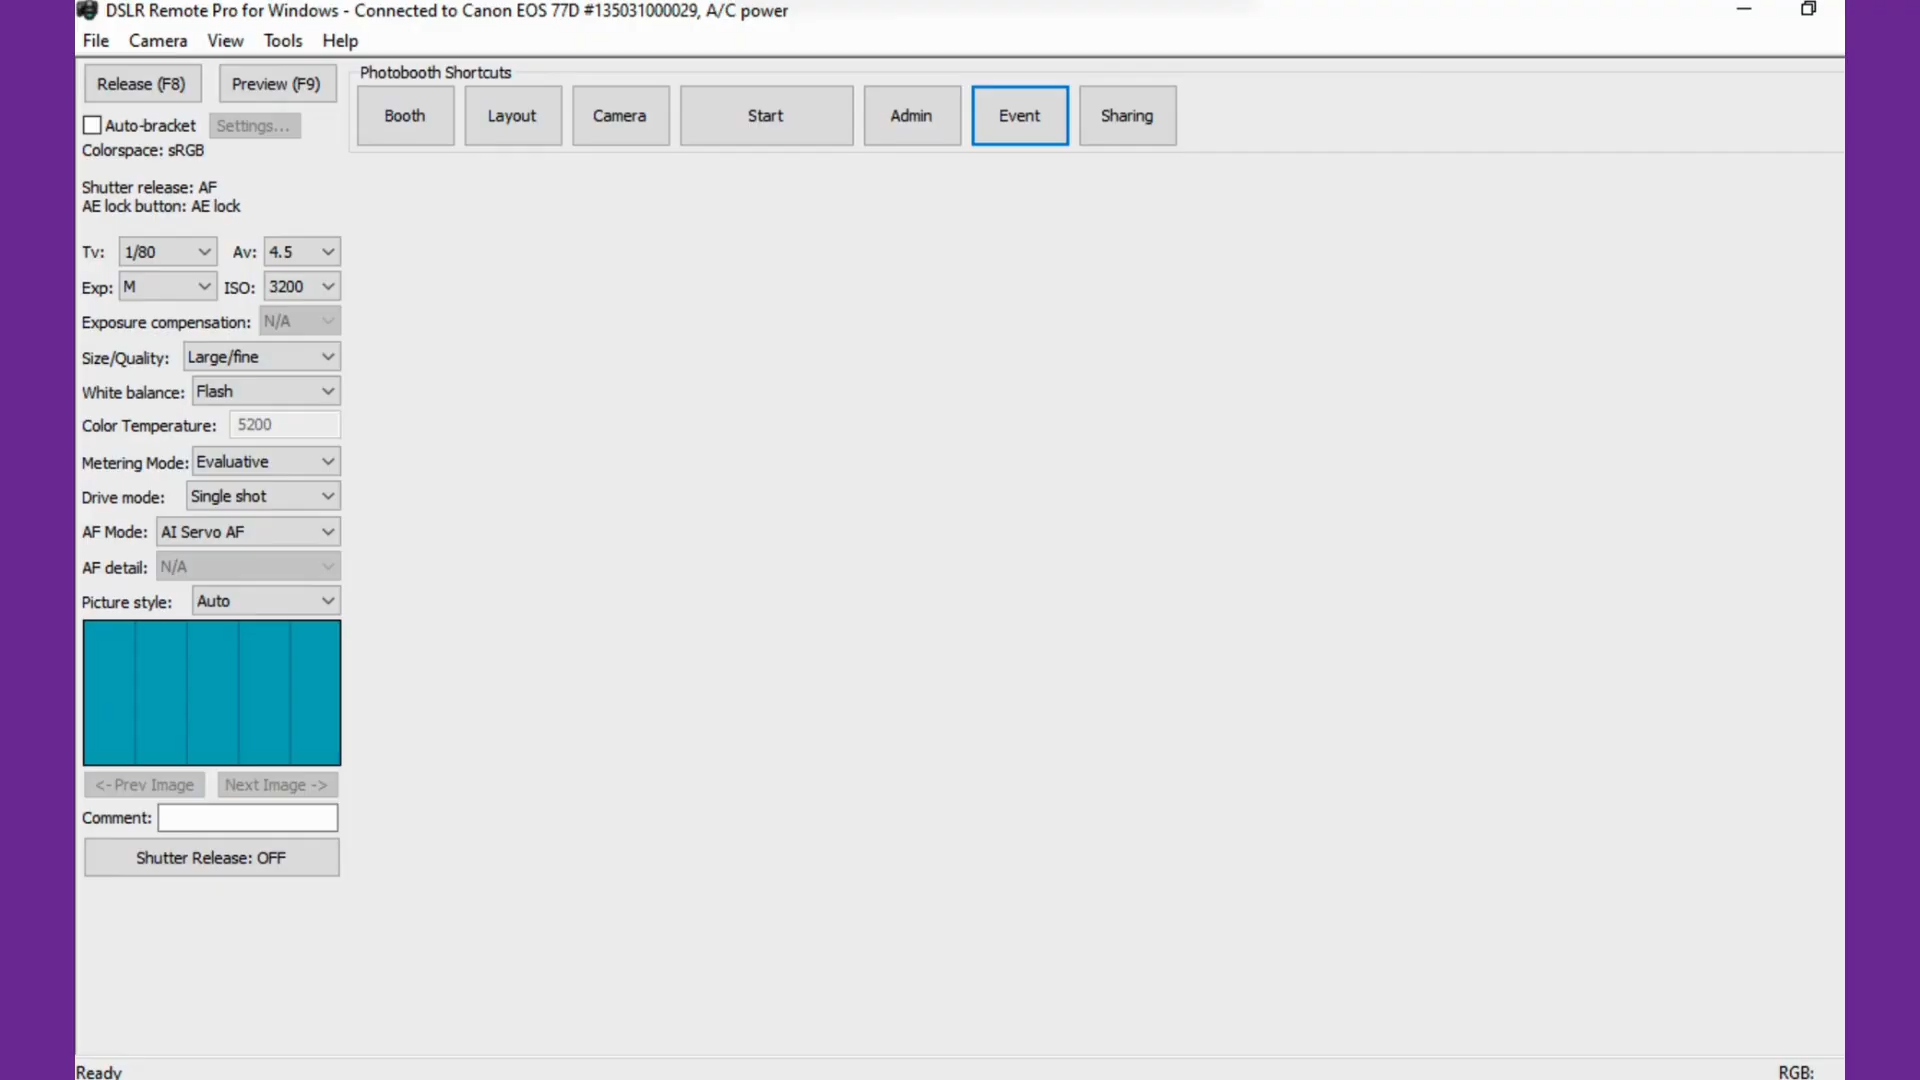 DSLR Remote Pro for Windows - Connected to Canon EOS 77D #135031000029, A/C power
File Camera View Tools Help
Release (F8) Preview (F9)
Photobooth Shortcuts
Booth Layout Camera Start Admin Event Sharing
Auto-bracket Settings...
Colorspace: sRGB
Shutter release: AF
AE lock button: AE lock
Tv: 1/80 Av: 4.5
Exp: M ISO: 3200
Exposure compensation: N/A
Size/Quality: Large/fine
White balance: Flash
Color Temperature: 5200
Metering Mode: Evaluative
Drive mode: Single shot
AF Mode: AI Servo AF
AF detail: N/A
Picture style: Auto
<- Prev Image Next Image ->
Comment:
Shutter Release: OFF
Ready RGB: